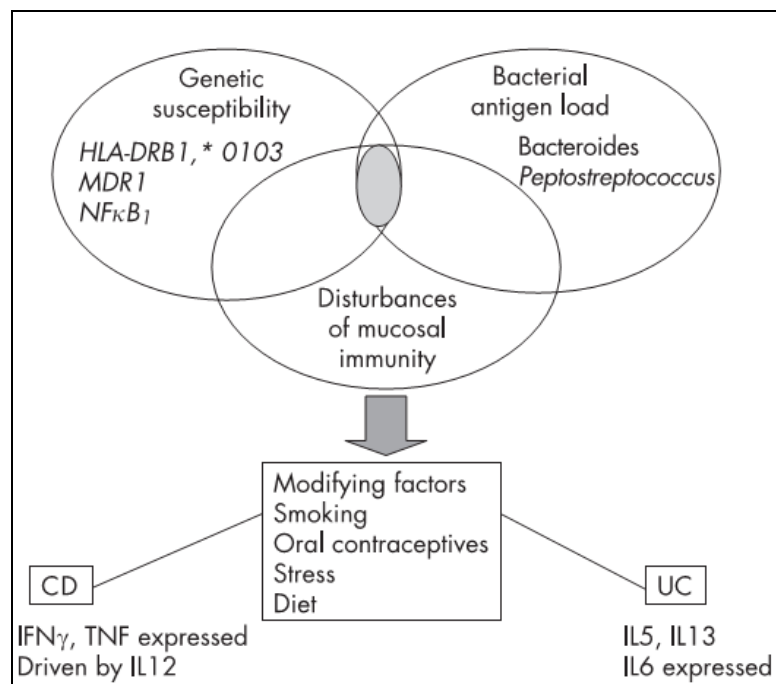 Genetic
susceptibility
HLA-DRB1,* 0103
MDR1
NFκB₁
Bacterial
antigen load
Bacteroides
Peptostreptococcus
Disturbances
of mucosal
immunity
Modifying factors
Smoking
Oral contraceptives
Stress
Diet
CD
IFNγ, TNF expressed
Driven by IL12
UC
IL5, IL13
IL6 expressed